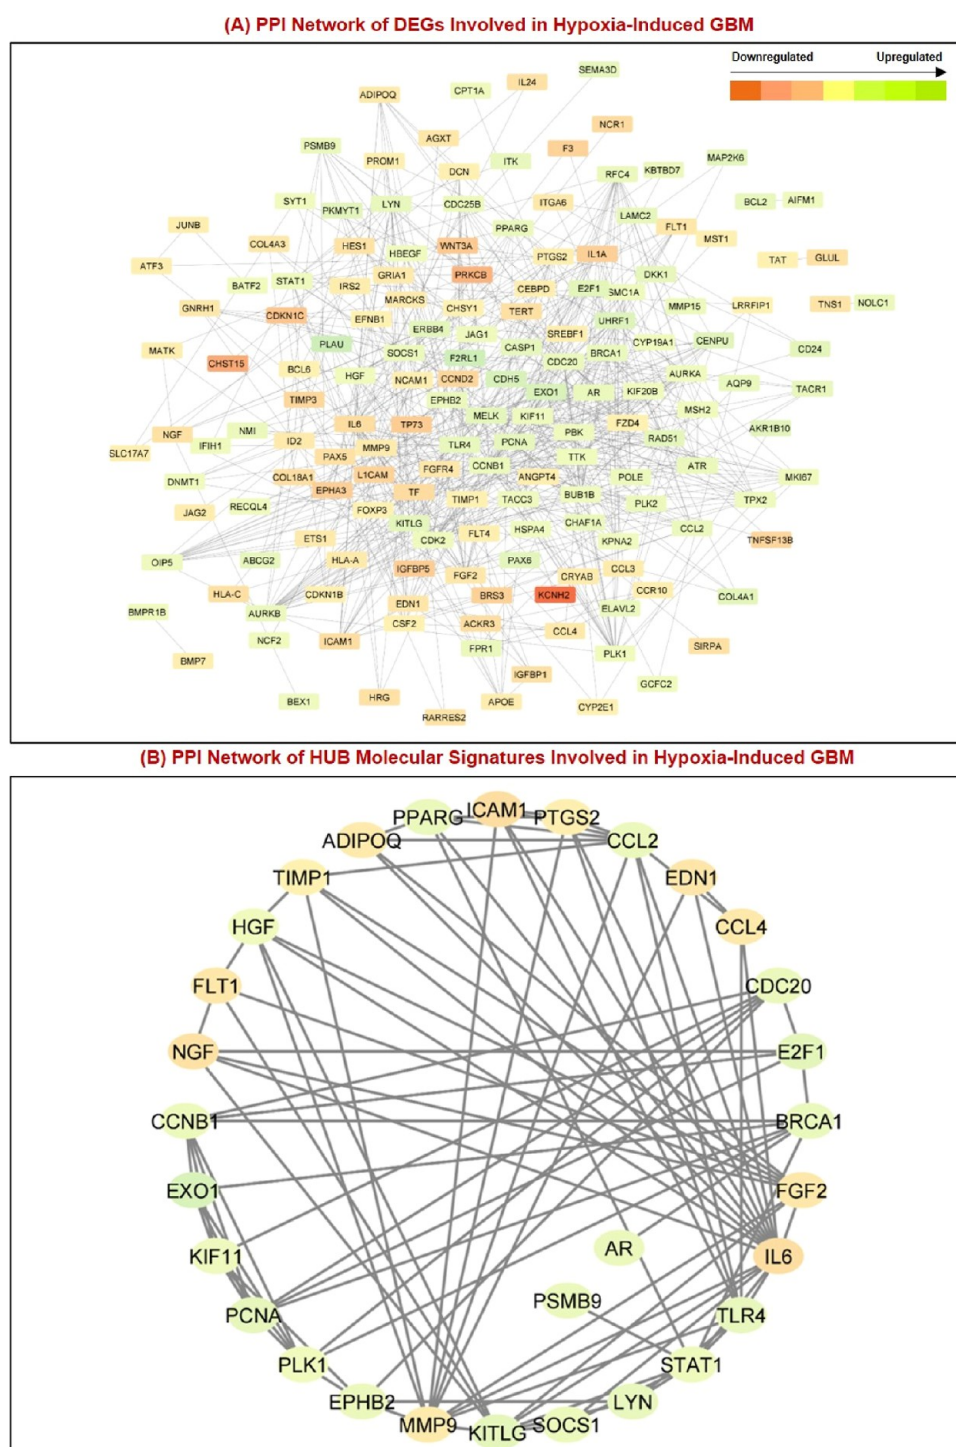 (A) PPI Network of DEGs Involved in Hypoxia-Induced GBM
Downregulated Upregulated
SEMA3D
IL24
CPT1A
ADIPOQ
NCR1
AGXT
PSMB9
F3
MAP2K6
ITK
PROM1
DCN
RFC4
KBTBD7
SYT1
LYN
CDC25B
ITGA6
BCL2
AIFM1
PKMYT1
LAMC2
JUNB
PPARG
FLT1
MST1
COL4A3
HES1
WNT3A
HBEGF
PTGS2
IL1A
TAT
GLUL
ATF3
STAT1
GRIA1
PRKCB
DKK1
BATF2
IRS2
CEBPD
E2F1
SMC1A
MARCKS
MMP15
LRRFIP1
TNS1
NOLC1
GNRH1
CHSY1
TERT
CDKN1C
EFNB1
UHRF1
ERBB4
JAG1
SREBF1
PLAU
CASP1
CYP19A1
CENPU
MATK
SOCS1
F2RL1
BRCA1
CD24
CHST15
CDC20
BCL6
HGF
NCAM1
CCND2
CDH5
AURKA
AQP9
TACR1
EXO1
AR
KIF20B
TIMP3
EPHB2
MSH2
MELK
KIF11
IL6
TP73
FZD4
NGF
NMI
PBK
RAD51
AKR1B10
IFIH1
ID2
MMP9
TLR4
PCNA
SLC17A7
PAX5
TTK
FGFR4
CCNB1
ATR
COL18A1
L1CAM
ANGPT4
POLE
MKI67
DNMT1
EPHA3
TF
BUB1B
TPX2
RECQL4
TIMP1
TACC3
PLK2
JAG2
FOXP3
KITLG
CHAF1A
CCL2
ETS1
FLT4
HSPA4
CDK2
KPNA2
TNFSF13B
OIP5
ABCG2
HLA-A
PAX6
IGFBP5
FGF2
CCL3
CRYAB
CCR10
HLA-C
CDKN1B
BRS3
KCNH2
COL4A1
EDN1
ELAVL2
BMPR1B
AURKB
CSF2
ACKR3
CCL4
NCF2
ICAM1
FPR1
PLK1
SIRPA
BMP7
IGFBP1
GCFC2
BEX1
HRG
APOE
CYP2E1
RARRES2
(B) PPI Network of HUB Molecular Signatures Involved in Hypoxia-Induced GBM
ICAM1
PPARG
PTGS2
ADIPOQ
CCL2
TIMP1
EDN1
HGF
CCL4
FLT1
CDC20
NGF
E2F1
CCNB1
BRCA1
EXO1
FGF2
KIF11
AR
IL6
PSMB9
PCNA
TLR4
PLK1
STAT1
EPHB2
LYN
MMP9
KITLG
SOCS1